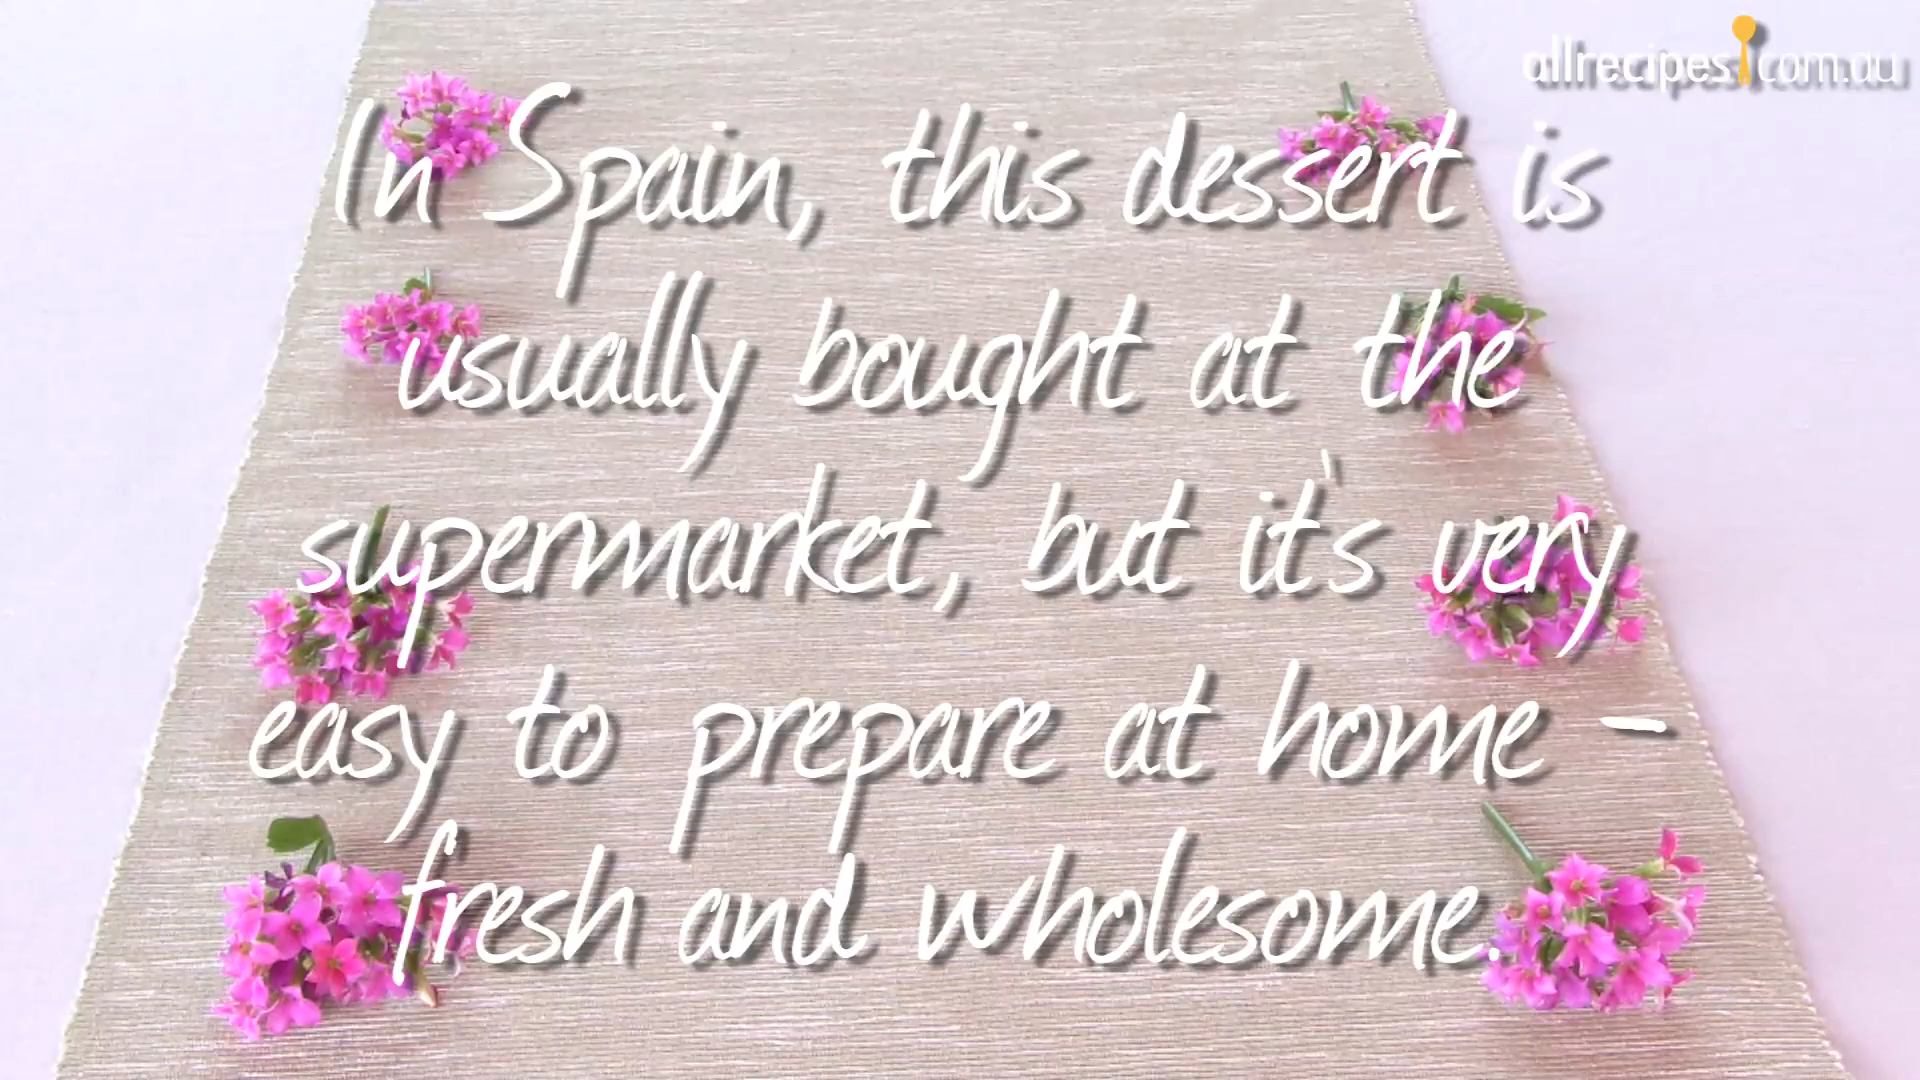 allrecipes.com.au
In Spain, this dessert is
usually bought at the
supermarket, but it's very
easy to prepare at home -
fresh and wholesome.